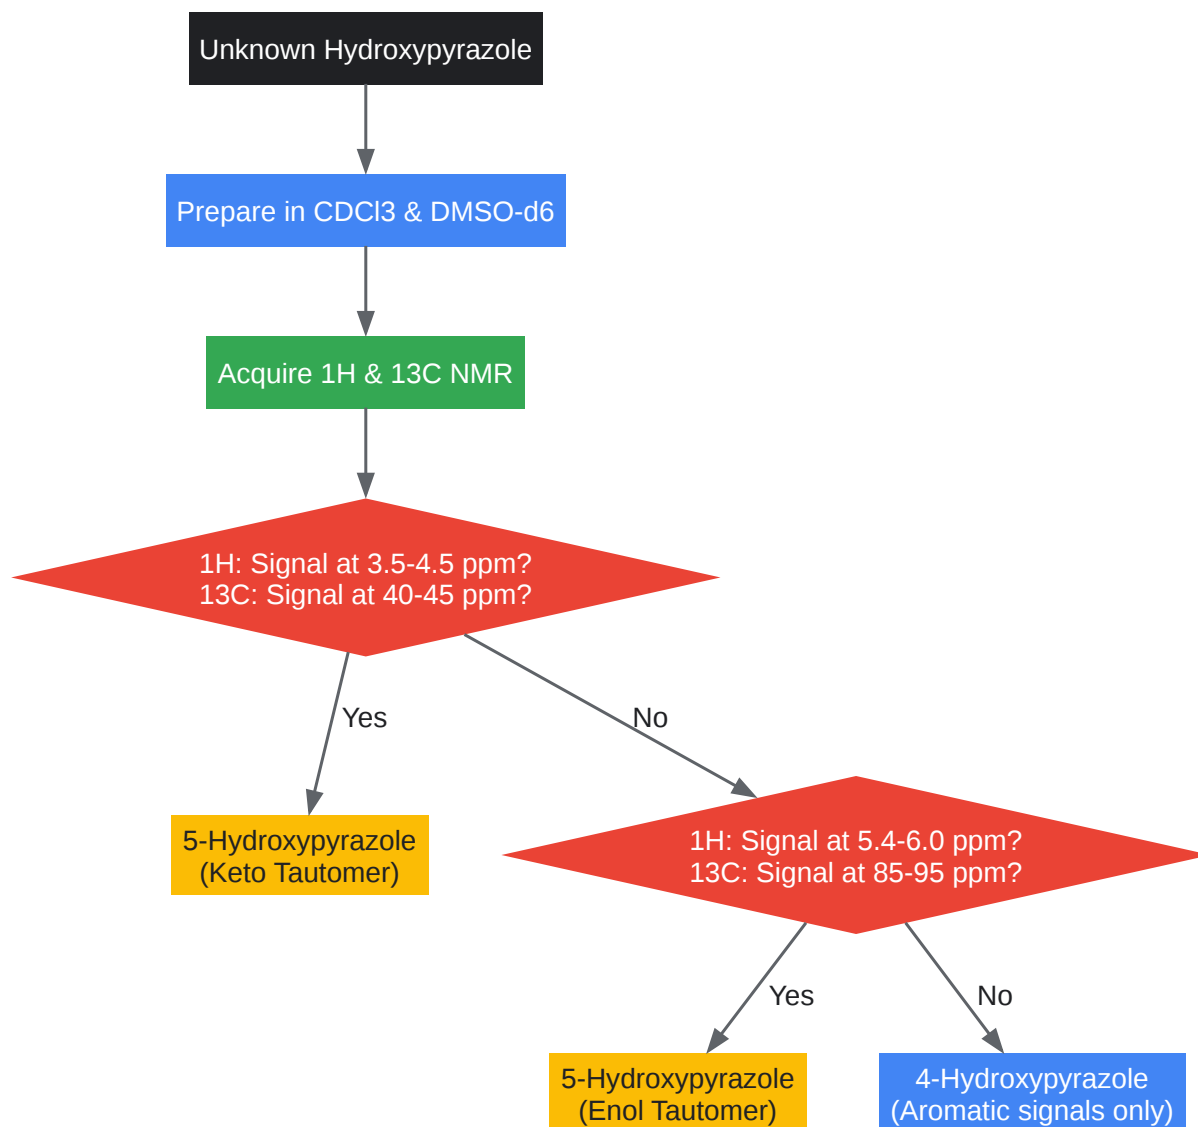 Unknown Hydroxypyrazole
Prepare in CDCl3 & DMSO-d6
Acquire 1H & 13C NMR
1H: Signal at 3.5-4.5 ppm?
13C: Signal at 40-45 ppm?
Yes
No
5-Hydroxypyrazole
(Keto Tautomer)
1H: Signal at 5.4-6.0 ppm?
13C: Signal at 85-95 ppm?
Yes
No
5-Hydroxypyrazole
(Enol Tautomer)
4-Hydroxypyrazole
(Aromatic signals only)